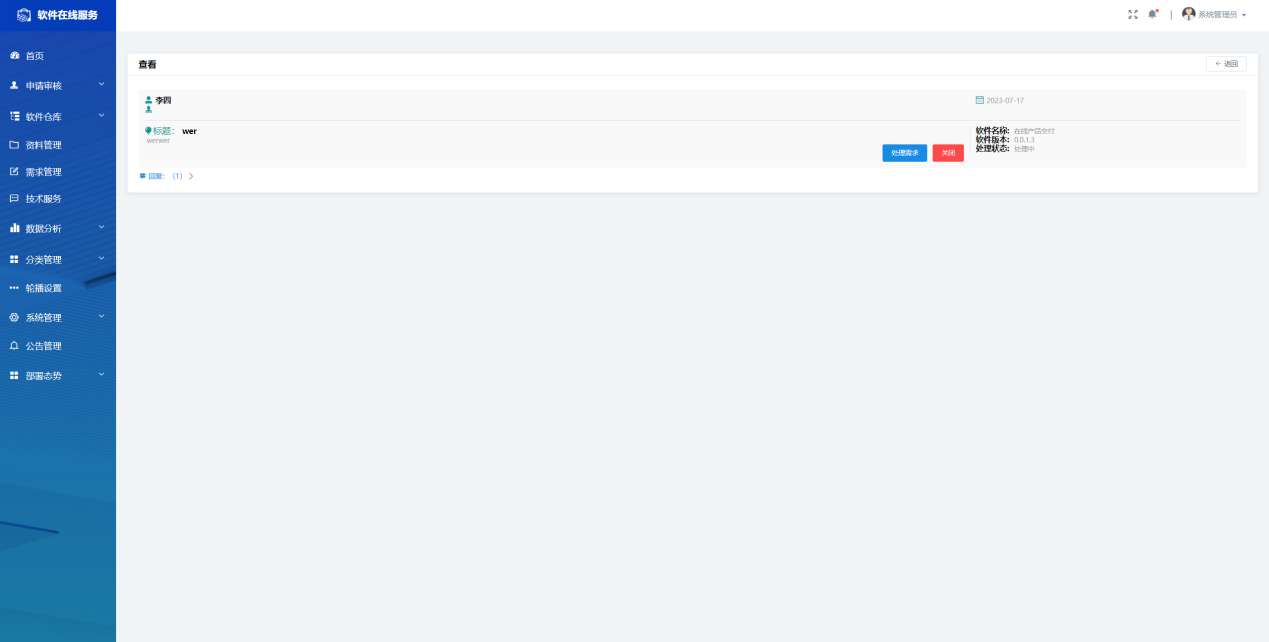 软件在线服务
系统管理员
首页
申请审核
软件仓库
资料管理
需求管理
技术服务
数据分析
分类管理
轮播设置
系统管理
公告管理
部署态势
查看
返回
李四
2023-07-17
标题： wer
werwer
软件名称: 在线产品交付
软件版本: 0.0.1.3
处理状态: 处理中
处理需求
关闭
回复： (1)